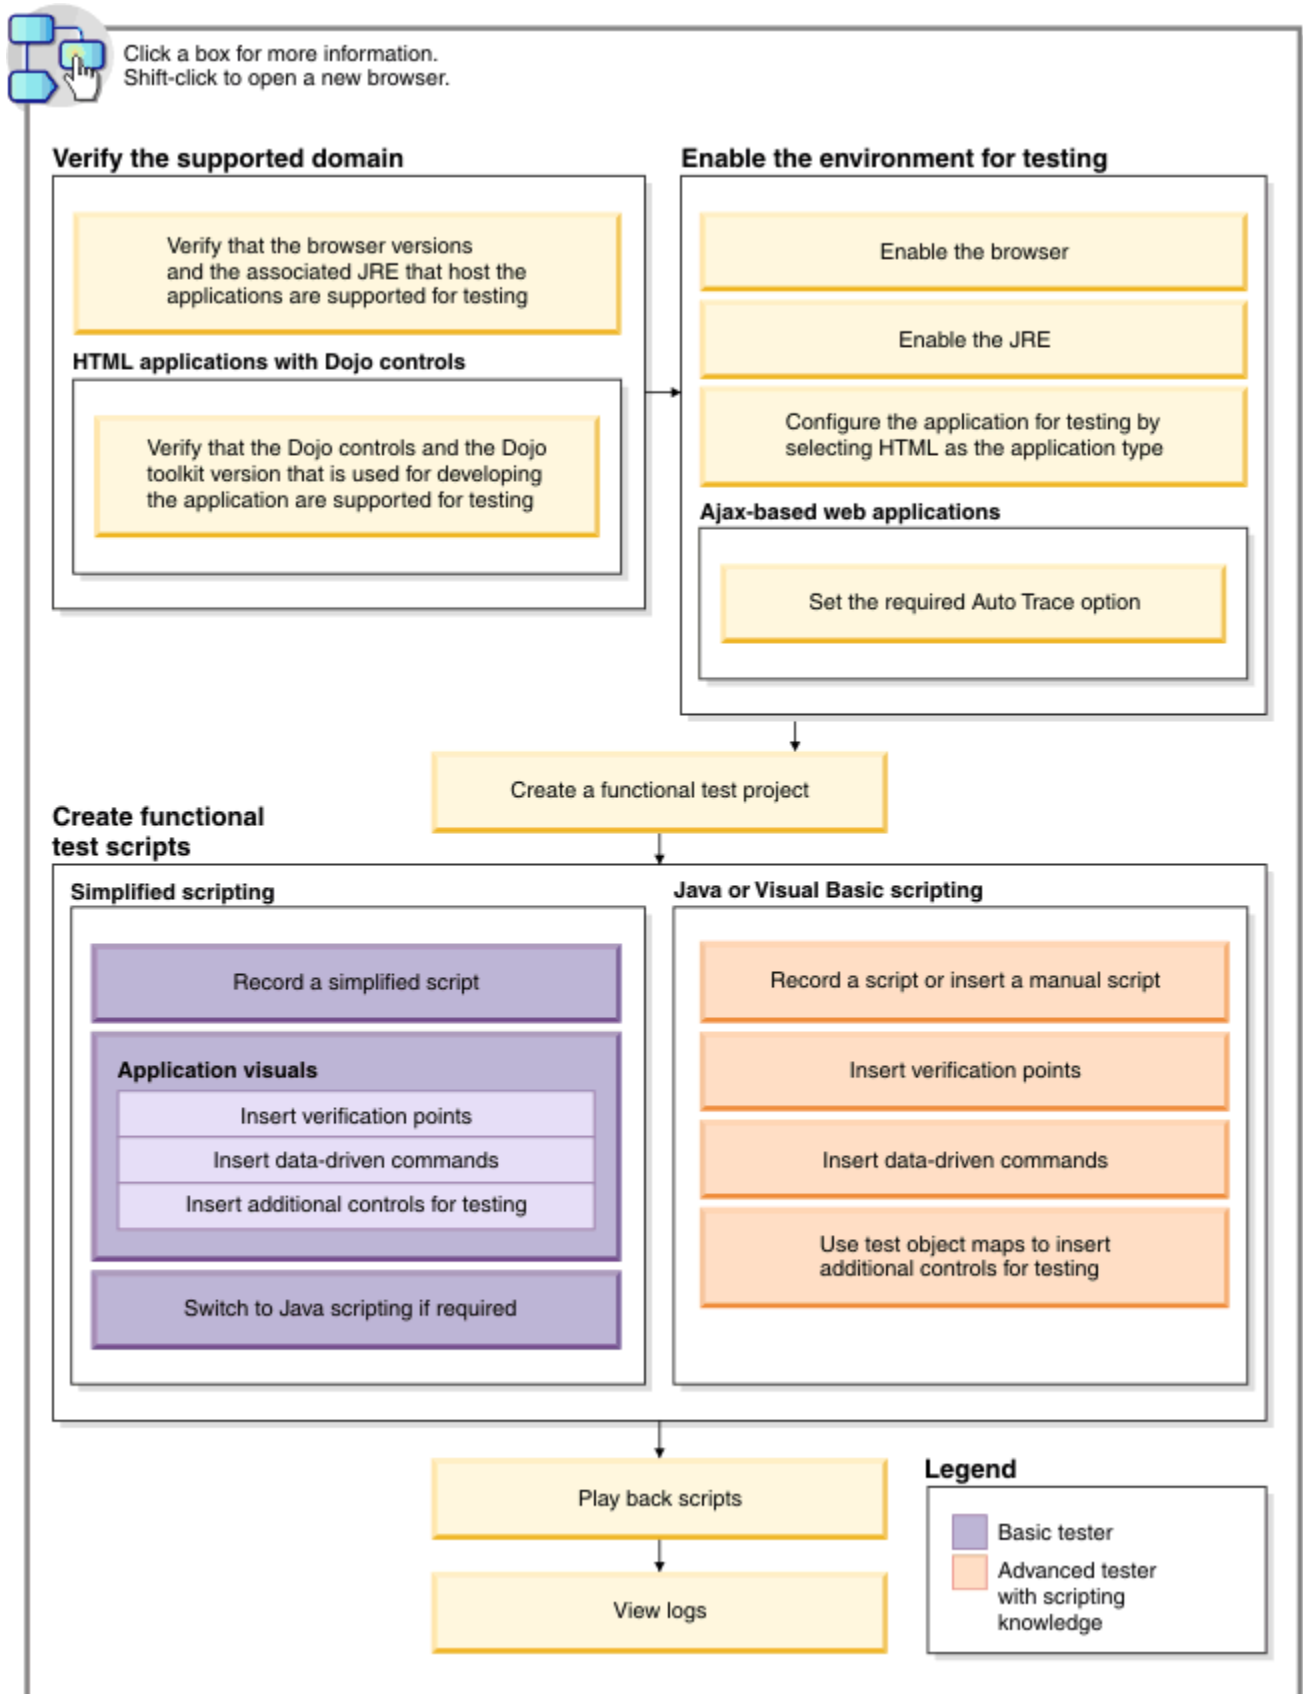 Click a box for more information.
Shift-click to open a new browser.
Verify the supported domain
Verify that the browser versions
and the associated JRE that host the
applications are supported for testing
HTML applications with Dojo controls
Verify that the Dojo controls and the Dojo
toolkit version that is used for developing
the application are supported for testing
Enable the environment for testing
Enable the browser
Enable the JRE
Configure the application for testing by
selecting HTML as the application type
Ajax-based web applications
Set the required Auto Trace option
Create a functional test project
Create functional
test scripts
Simplified scripting
Record a simplified script
Application visuals
Insert verification points
Insert data-driven commands
Insert additional controls for testing
Switch to Java scripting if required
Java or Visual Basic scripting
Record a script or insert a manual script
Insert verification points
Insert data-driven commands
Use test object maps to insert
additional controls for testing
Play back scripts
View logs
Legend
Basic tester
Advanced tester
with scripting
knowledge